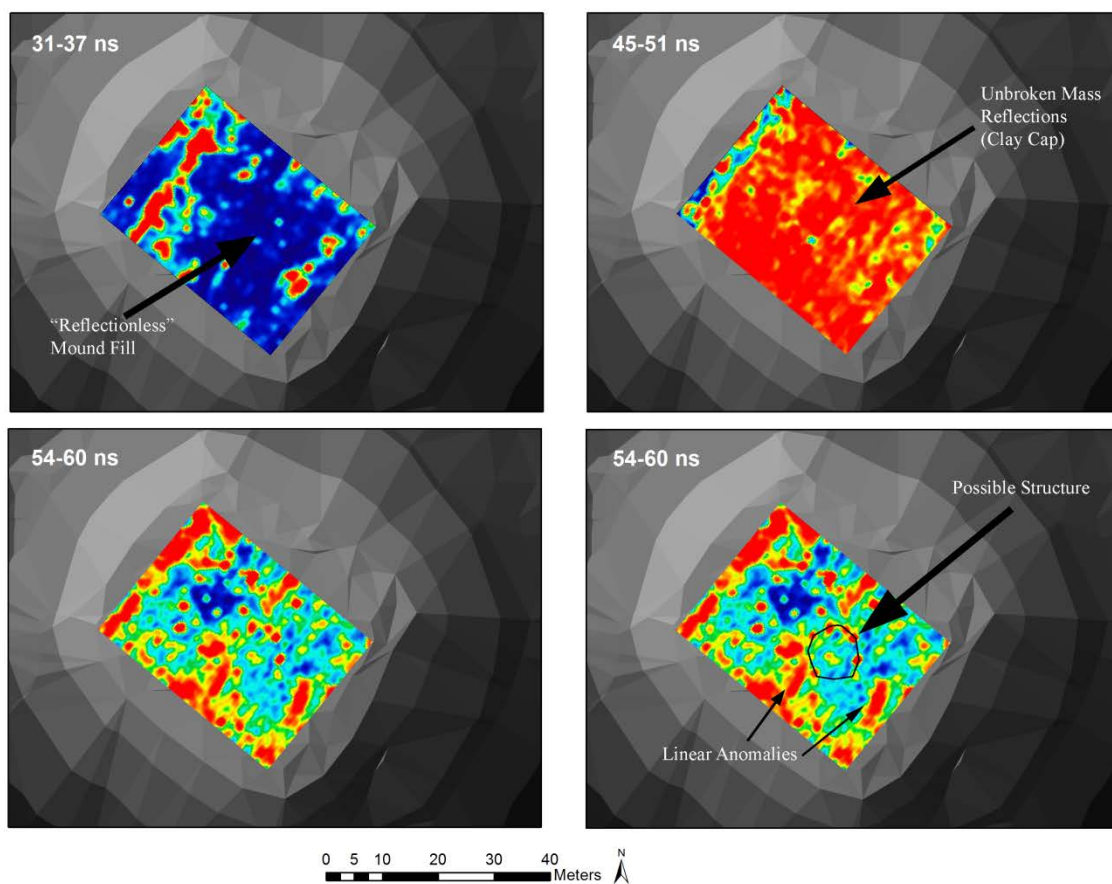 31-37 ns
“Reflectionless”
Mound Fill
45-51 ns
Unbroken Mass
Reflections
(Clay Cap)
54-60 ns
54-60 ns
Possible Structure
Linear Anomalies
0 5 10 20 30 40
Meters
N